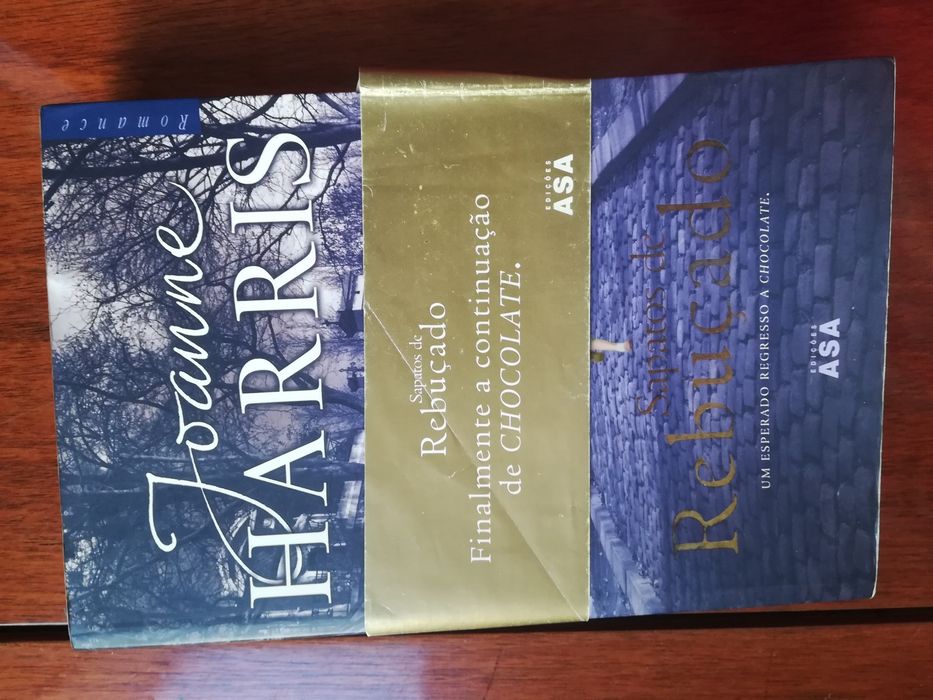 Romance
Joanne
HARRIS
Sapatos de
Rebuçado
Finalmente a continuação
de CHOCOLATE.
EDIÇÕES
ASA
Sapatos de
Rebuçado
UM ESPERADO REGRESSO A CHOCOLATE.
EDIÇÕES
ASA